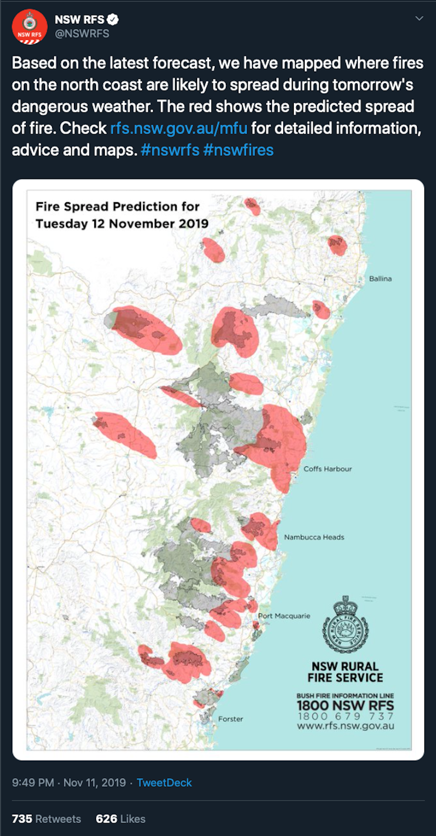 NSW RFS
@NSWRFS
NSW RFS
Based on the latest forecast, we have mapped where fires
on the north coast are likely to spread during tomorrow's
dangerous weather. The red shows the predicted spread
of fire. Check rfs.nsw.gov.au/mfu for detailed information,
advice and maps. #nswrfs #nswfires
Fire Spread Prediction for
Tuesday 12 November 2019
Ballina
Coffs Harbour
Nambucca Heads
Port Macquarie
Forster
NSW RURAL
FIRE SERVICE
BUSH FIRE INFORMATION LINE
1800 NSW RFS
1800 679 737
www.rfs.nsw.gov.au
9:49 PM · Nov 11, 2019 · TweetDeck
735 Retweets 626 Likes